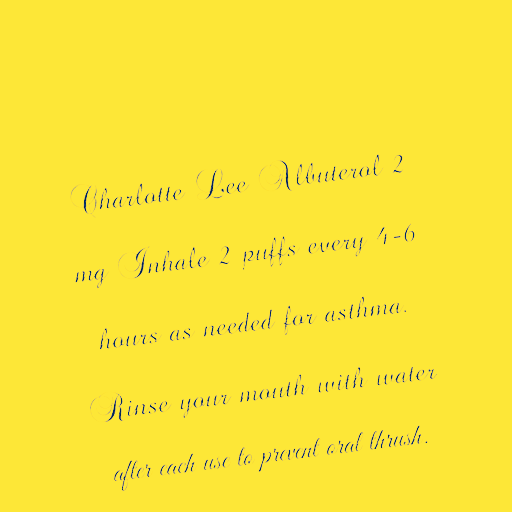 Charlotte Lee Albuterol 2
mg Inhale 2 puffs every 4-6
hours as needed for asthma.
Rinse your mouth with water
after each use to prevent oral thrush.